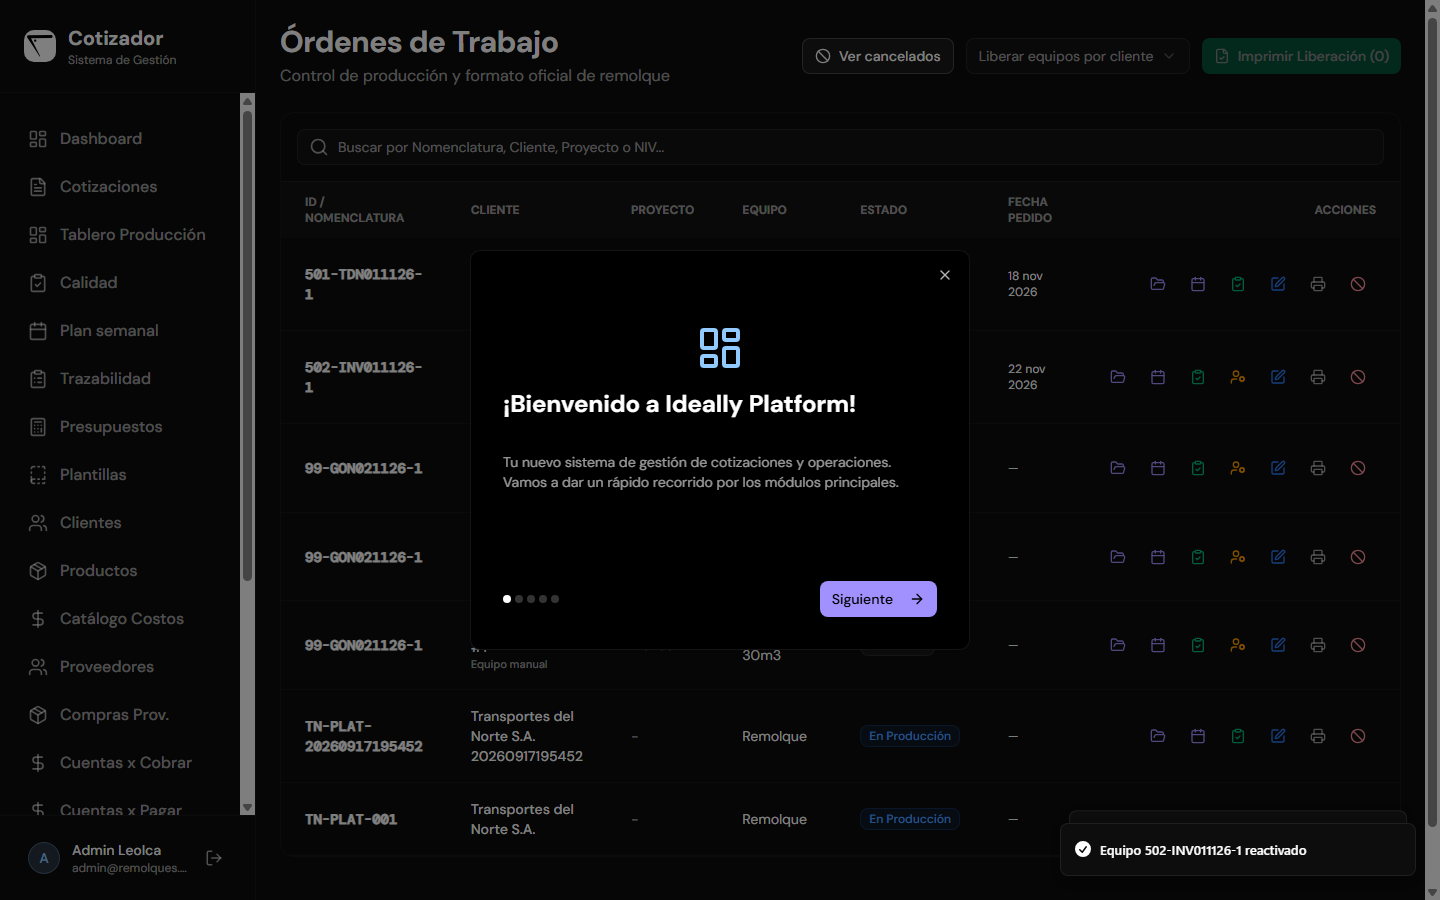 Cotizador
Sistema de Gestión
Dashboard
Cotizaciones
Tablero Producción
Calidad
Plan semanal
Trazabilidad
Presupuestos
Plantillas
Clientes
Productos
Catálogo Costos
Proveedores
Compras Prov.
Cuentas x Cobrar
Cuentas x Pagar
A
Admin Leolca
admin@remolques....
Órdenes de Trabajo
Control de producción y formato oficial de remolque
Ver cancelados
Liberar equipos por cliente
Imprimir Liberación (0)
Buscar por Nomenclatura, Cliente, Proyecto o NIV...
ID / NOMENCLATURA CLIENTE PROYECTO EQUIPO ESTADO FECHA PEDIDO ACCIONES
501-TDN011126-1 18 nov 2026
502-INV011126-1 22 nov 2026
99-GON021126-1 —
99-GON021126-1 —
99-GON021126-1 Equipo manual 30m3 —
TN-PLAT-20260917195452 Transportes del Norte S.A. 20260917195452 - Remolque En Producción —
TN-PLAT-001 Transportes del Norte S.A. - Remolque En Producción —
¡Bienvenido a Ideally Platform!
Tu nuevo sistema de gestión de cotizaciones y operaciones.
Vamos a dar un rápido recorrido por los módulos principales.
Siguiente
Equipo 502-INV011126-1 reactivado